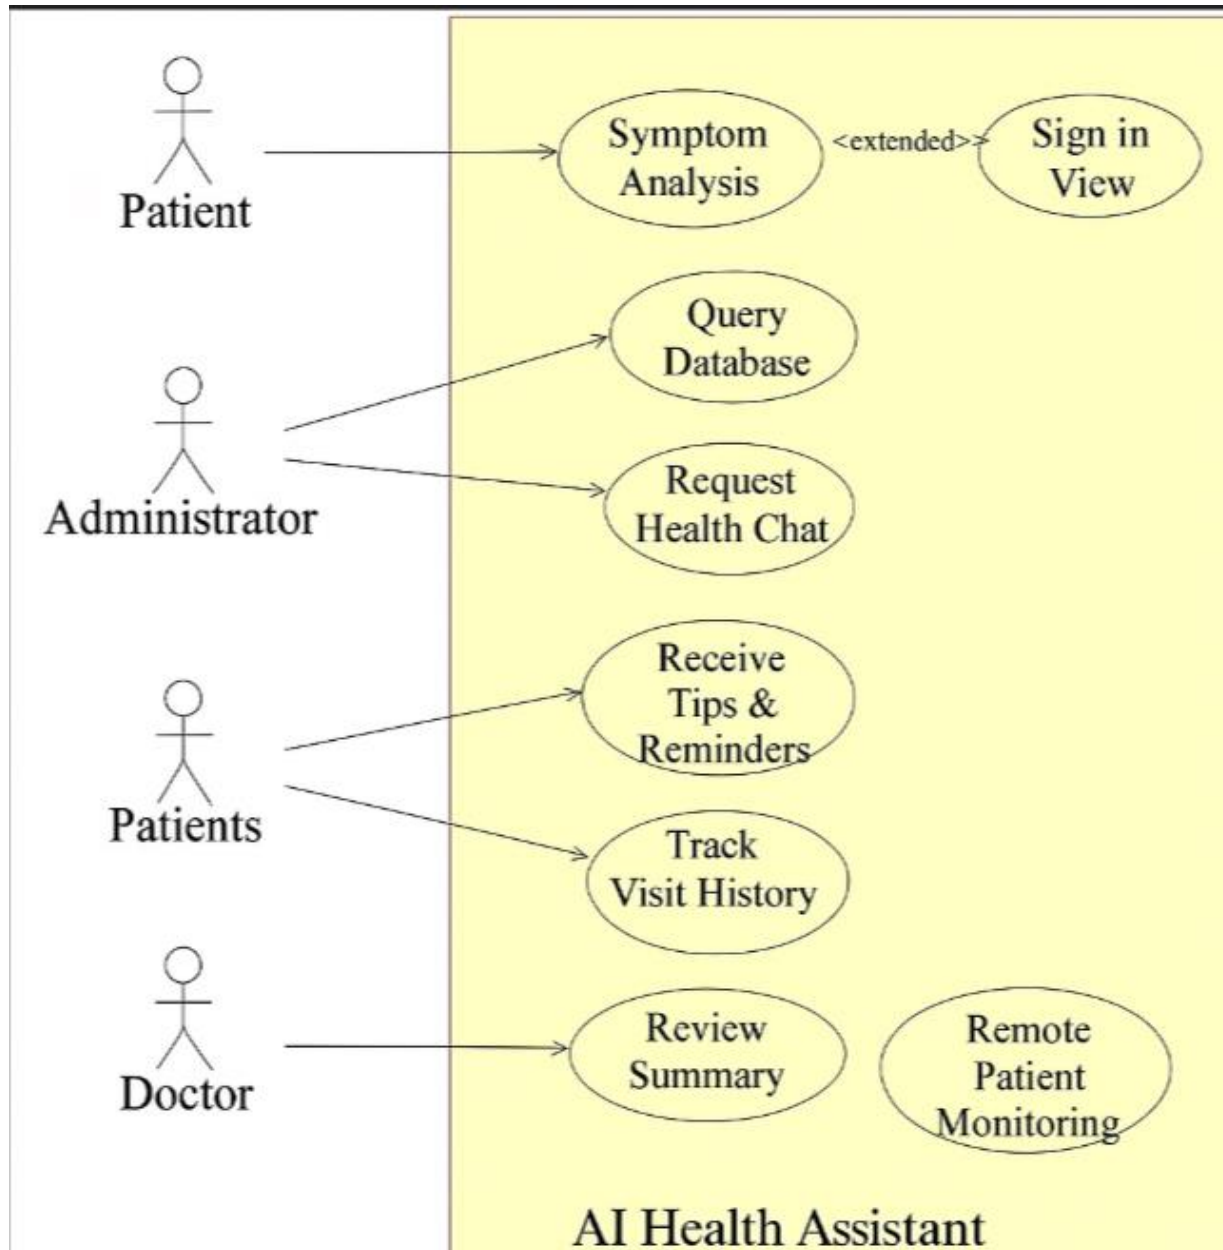 Symptom
Analysis
<extended>>
Sign in
View
Patient
Query
Database
Administrator
Request
Health Chat
Receive
Tips &
Reminders
Patients
Track
Visit History
Doctor
Review
Summary
Remote
Patient
Monitoring
AI Health Assistant